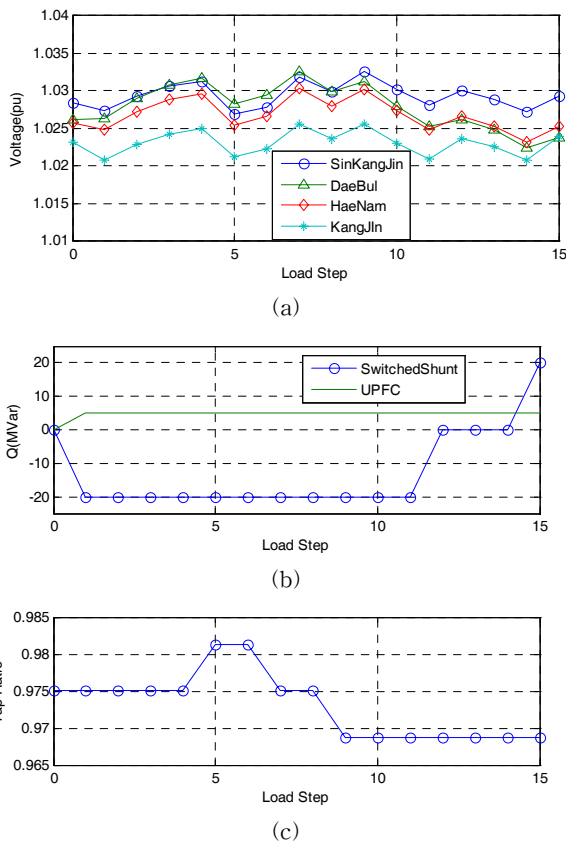 1.04
1.035
1.03
1.025
1.02
1.015
1.01
Voltage(pu)
SinKangJin
DaeBul
HaeNam
KangJIn
0 5 10 15
Load Step
(a)
20
10
0
-10
-20
Q(MVar)
SwitchedShunt
UPFC
0 5 10 15
Load Step
(b)
0.985
0.98
0.975
0.97
0.965
Ratio
0 5 10 15
Load Step
(c)